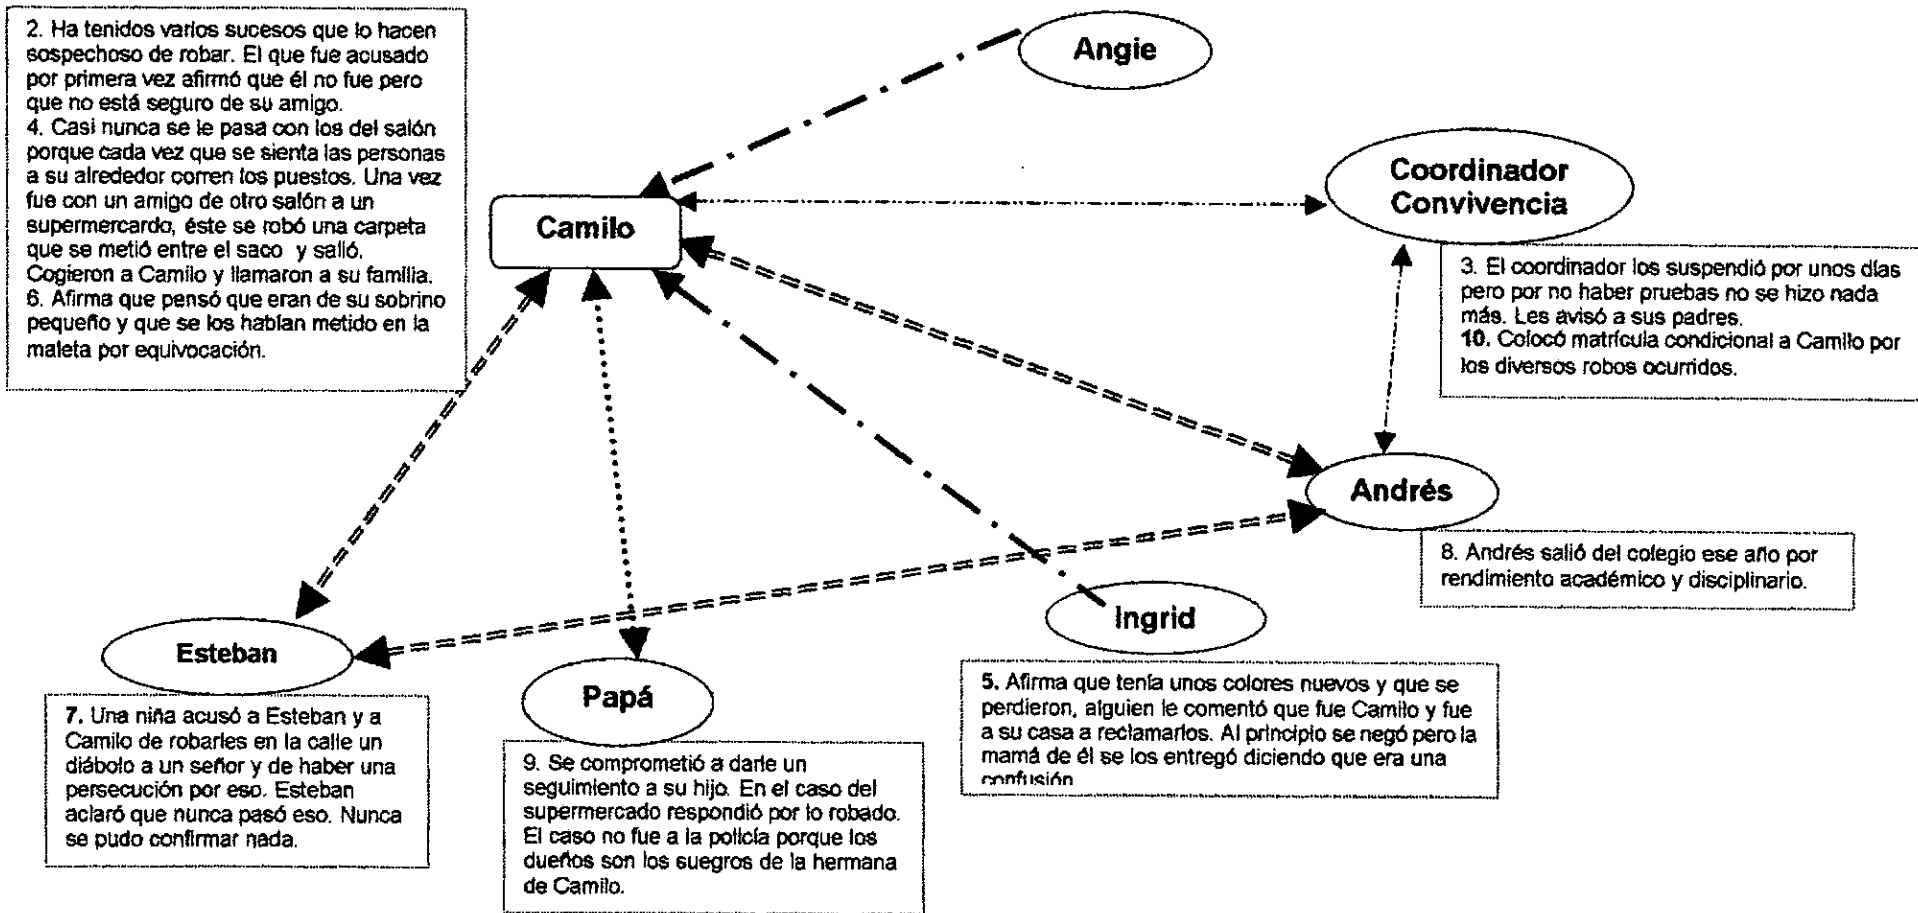 2. Ha tenidos varios sucesos que lo hacen
sospechoso de robar. El que fue acusado
por primera vez afirmó que él no fue pero
que no está seguro de su amigo.
4. Casi nunca se le pasa con los del salón
porque cada vez que se sienta las personas
a su alrededor corren los puestos. Una vez
fue con un amigo de otro salón a un
supermercardo, éste se robó una carpeta
que se metió entre el saco y salió.
Cogieron a Camilo y llamaron a su familia.
6. Afirma que pensó que eran de su sobrino
pequeño y que se los habían metido en la
maleta por equivocación.
Angie
Camilo
Coordinador
Convivencia
3. El coordinador los suspendió por unos días
pero por no haber pruebas no se hizo nada
más. Les avisó a sus padres.
10. Colocó matrícula condicional a Camilo por
los diversos robos ocurridos.
Andrés
8. Andrés salió del colegio ese año por
rendimiento académico y disciplinario.
Esteban
7. Una niña acusó a Esteban y a
Camilo de robarles en la calle un
diábolo a un señor y de haber una
persecución por eso. Esteban
aclaró que nunca pasó eso. Nunca
se pudo confirmar nada.
Papá
9. Se comprometió a darle un
seguimiento a su hijo. En el caso del
supermercado respondió por lo robado.
El caso no fue a la policía porque los
dueños son los suegros de la hermana
de Camilo.
Ingrid
5. Afirma que tenía unos colores nuevos y que se
perdieron, alguien le comentó que fue Camilo y fue
a su casa a reclamarlos. Al principio se negó pero la
mamá de él se los entregó diciendo que era una
confusión